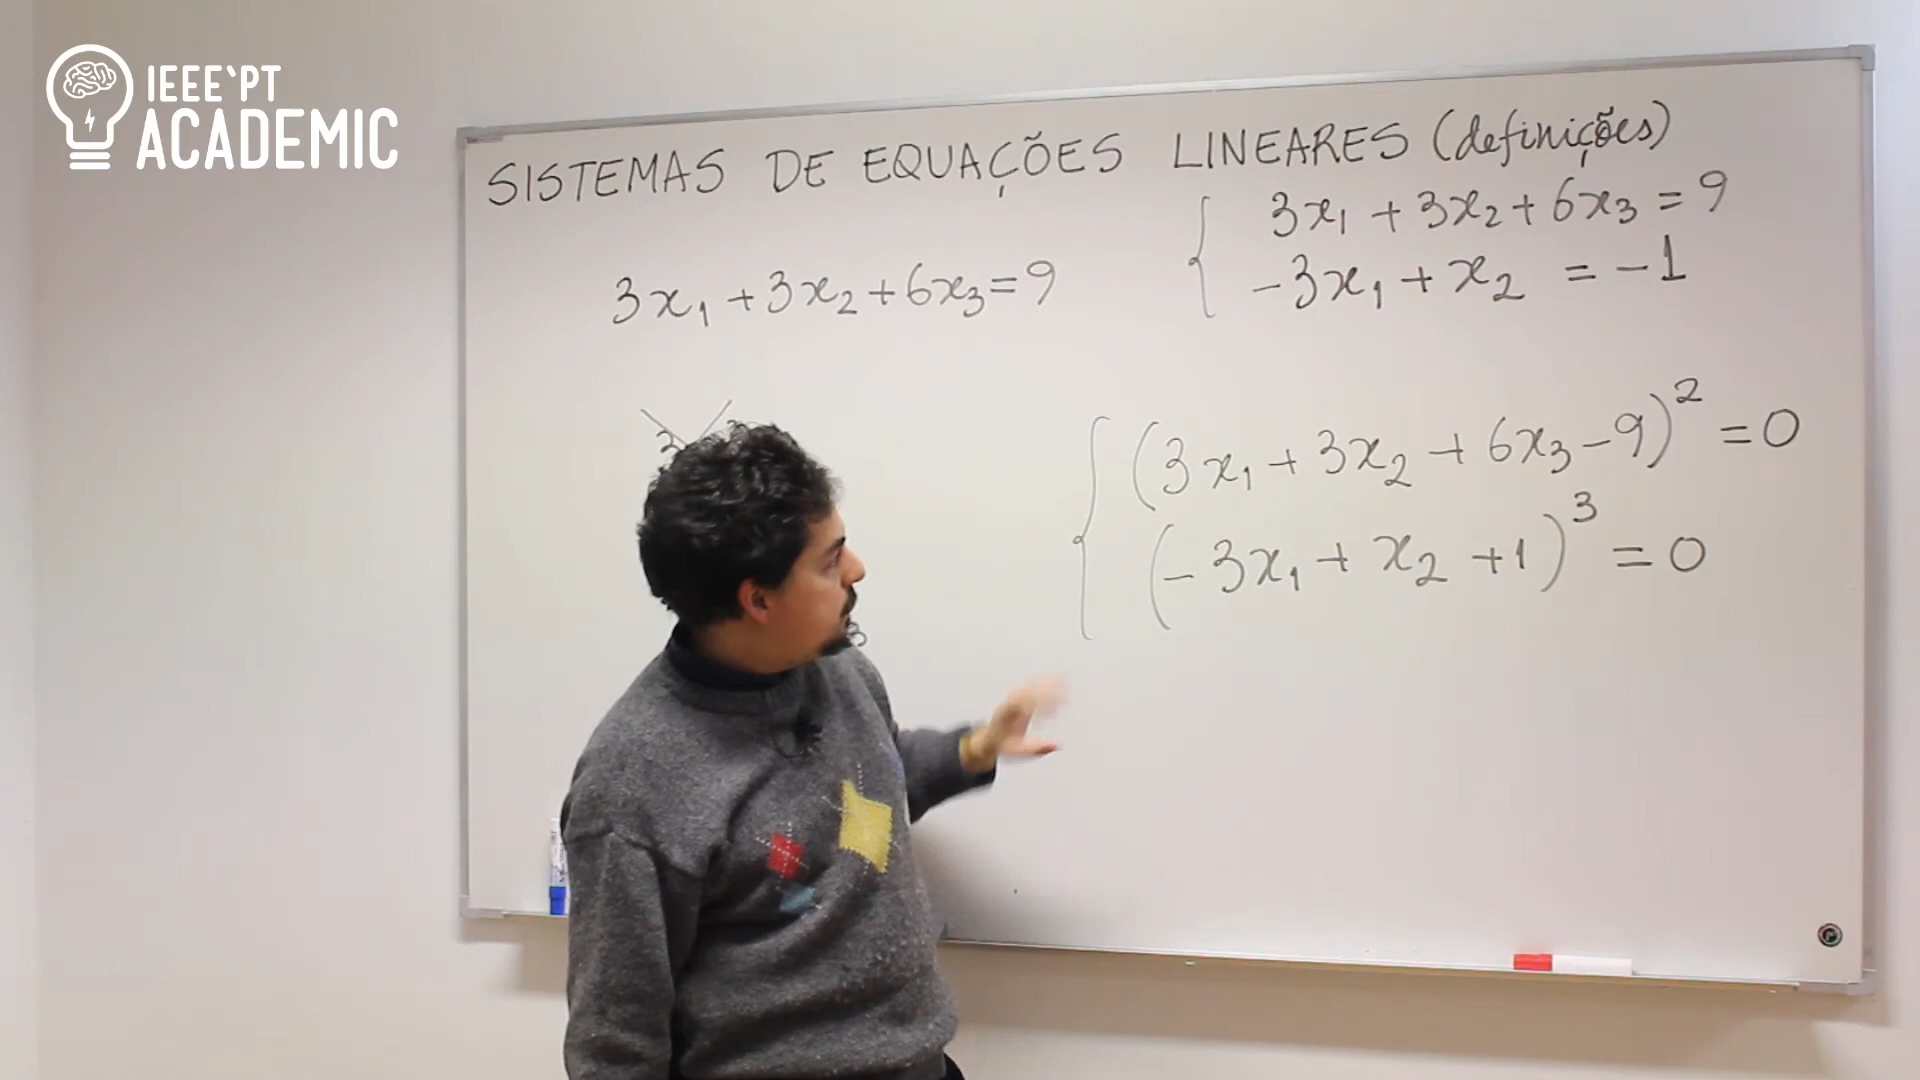 IEEE'PT
ACADEMIC
SISTEMAS DE EQUAÇÕES LINEARES (definições)
3x₁ + 3x₂ + 6x₃ = 9
3x₁ + 3x₂ + 6x₃ = 9
-3x₁ + x₂ = -1
(3x₁ + 3x₂ + 6x₃ - 9)² = 0
(-3x₁ + x₂ + 1)³ = 0